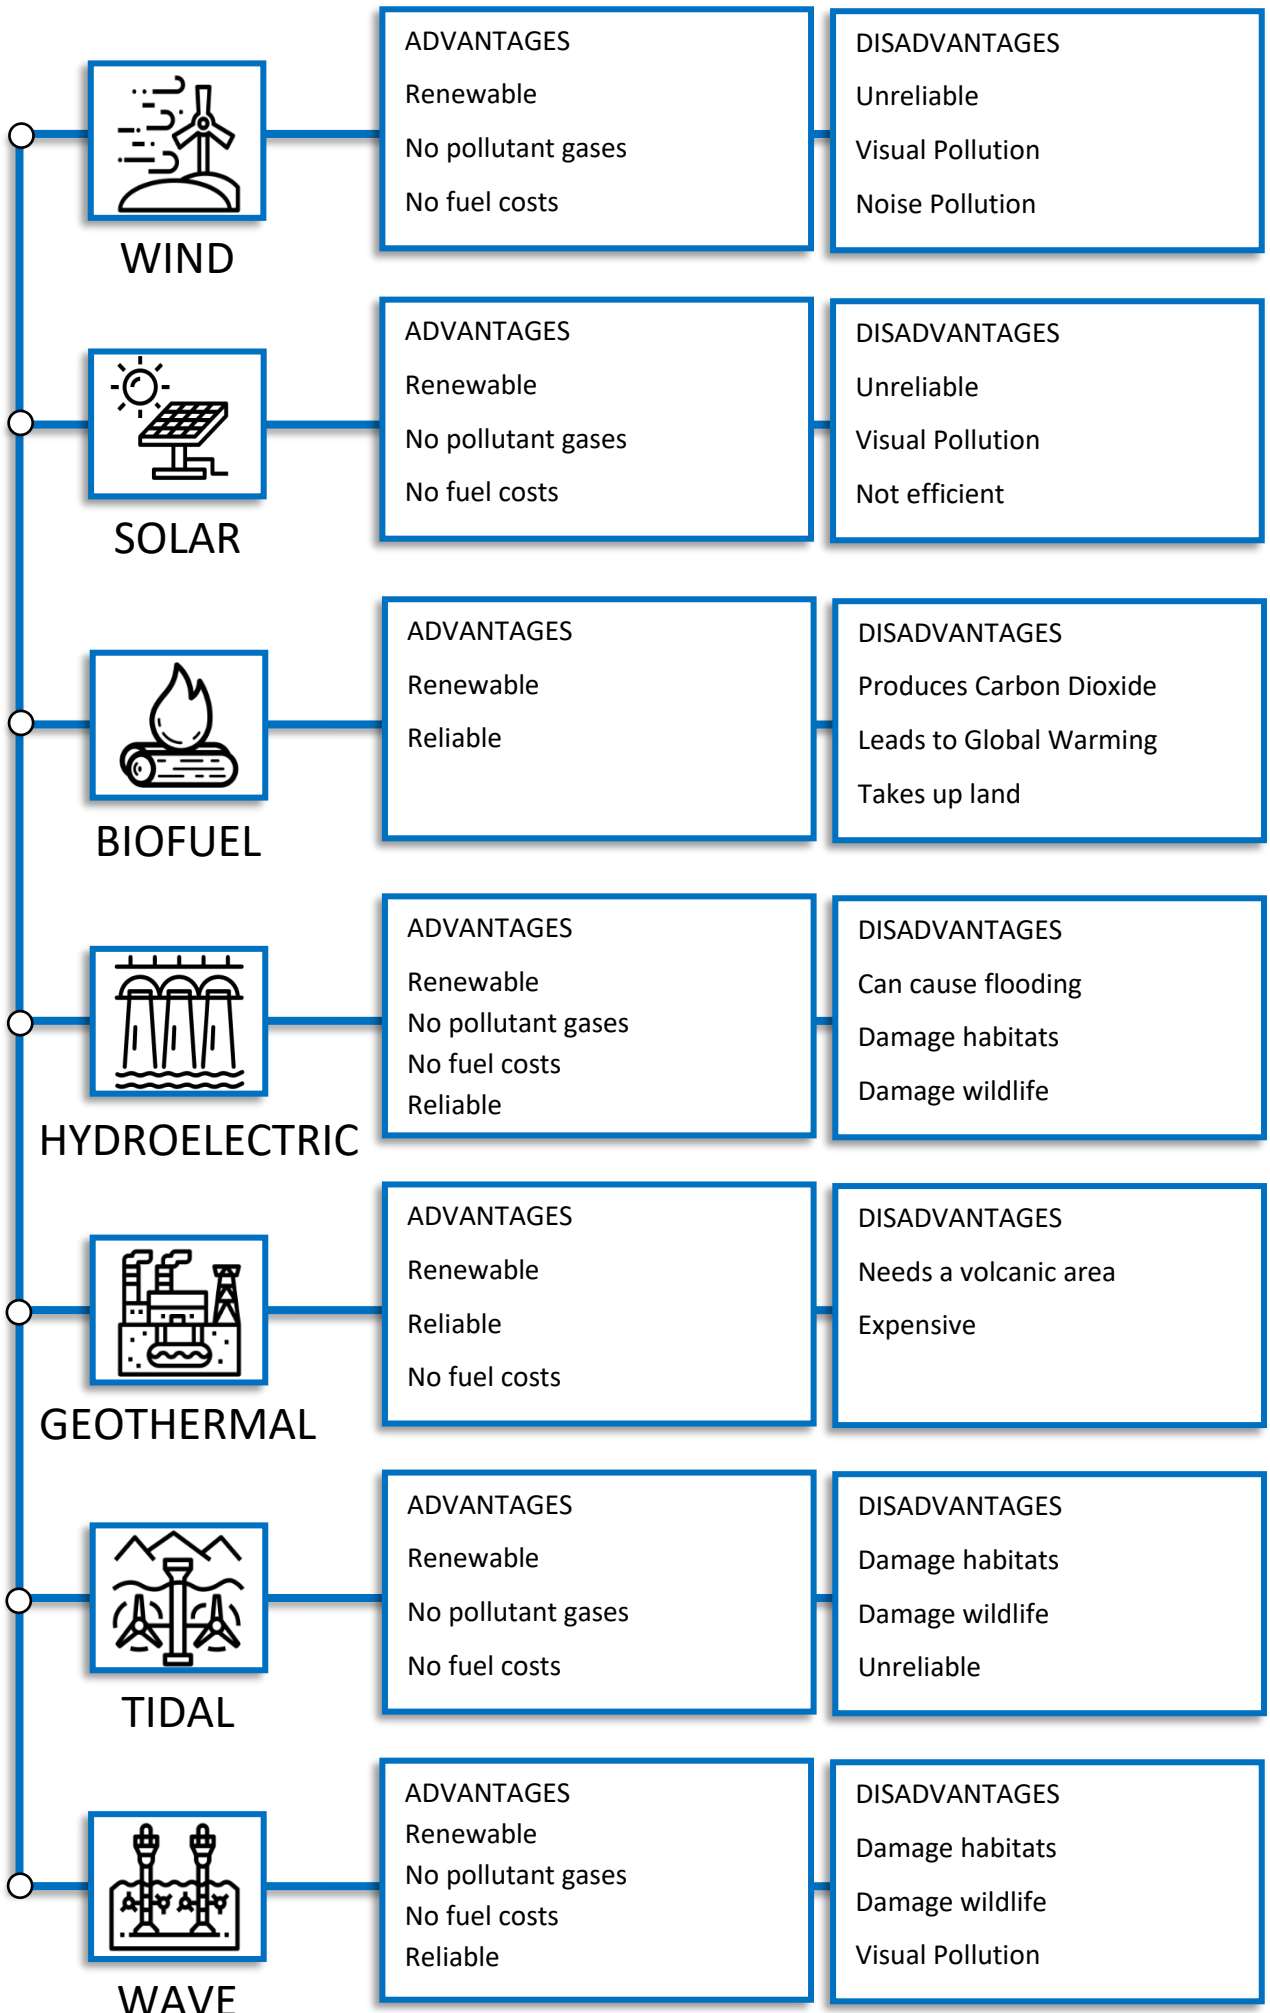 ADVANTAGES
Renewable
No pollutant gases
No fuel costs
DISADVANTAGES
Unreliable
Visual Pollution
Noise Pollution
WIND
ADVANTAGES
Renewable
No pollutant gases
No fuel costs
DISADVANTAGES
Unreliable
Visual Pollution
Not efficient
SOLAR
ADVANTAGES
Renewable
Reliable
DISADVANTAGES
Produces Carbon Dioxide
Leads to Global Warming
Takes up land
BIOFUEL
ADVANTAGES
Renewable
No pollutant gases
No fuel costs
Reliable
DISADVANTAGES
Can cause flooding
Damage habitats
Damage wildlife
HYDROELECTRIC
ADVANTAGES
Renewable
Reliable
No fuel costs
DISADVANTAGES
Needs a volcanic area
Expensive
GEOTHERMAL
ADVANTAGES
Renewable
No pollutant gases
No fuel costs
DISADVANTAGES
Damage habitats
Damage wildlife
Unreliable
TIDAL
ADVANTAGES
Renewable
No pollutant gases
No fuel costs
Reliable
DISADVANTAGES
Damage habitats
Damage wildlife
Visual Pollution
WAVE